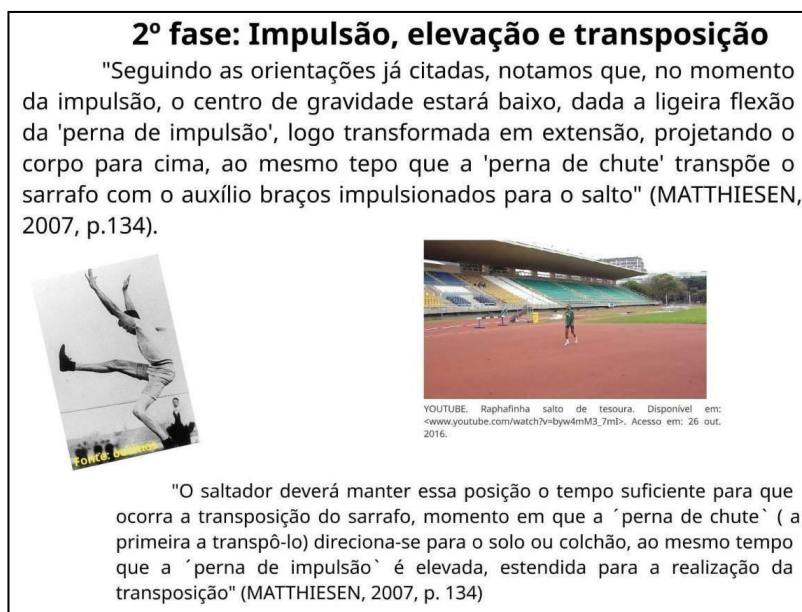 2º fase: Impulsão, elevação e transposição
"Seguindo as orientações já citadas, notamos que, no momento
da impulsão, o centro de gravidade estará baixo, dada a ligeira flexão
da 'perna de impulsão', logo transformada em extensão, projetando o
corpo para cima, ao mesmo tepo que a 'perna de chute' transpõe o
sarrafo com o auxílio braços impulsionados para o salto" (MATTHIESEN,
2007, p.134).
Fonte:
YOUTUBE. Raphafinha salto de tesoura. Disponível em:
<www.youtube.com/watch?v=byw4mM3_7mI>. Acesso em: 26 out.
2016.
"O saltador deverá manter essa posição o tempo suficiente para que
ocorra a transposição do sarrafo, momento em que a ´perna de chute` ( a
primeira a transpô-lo) direciona-se para o solo ou colchão, ao mesmo tempo
que a ´perna de impulsão` é elevada, estendida para a realização da
transposição" (MATTHIESEN, 2007, p. 134)